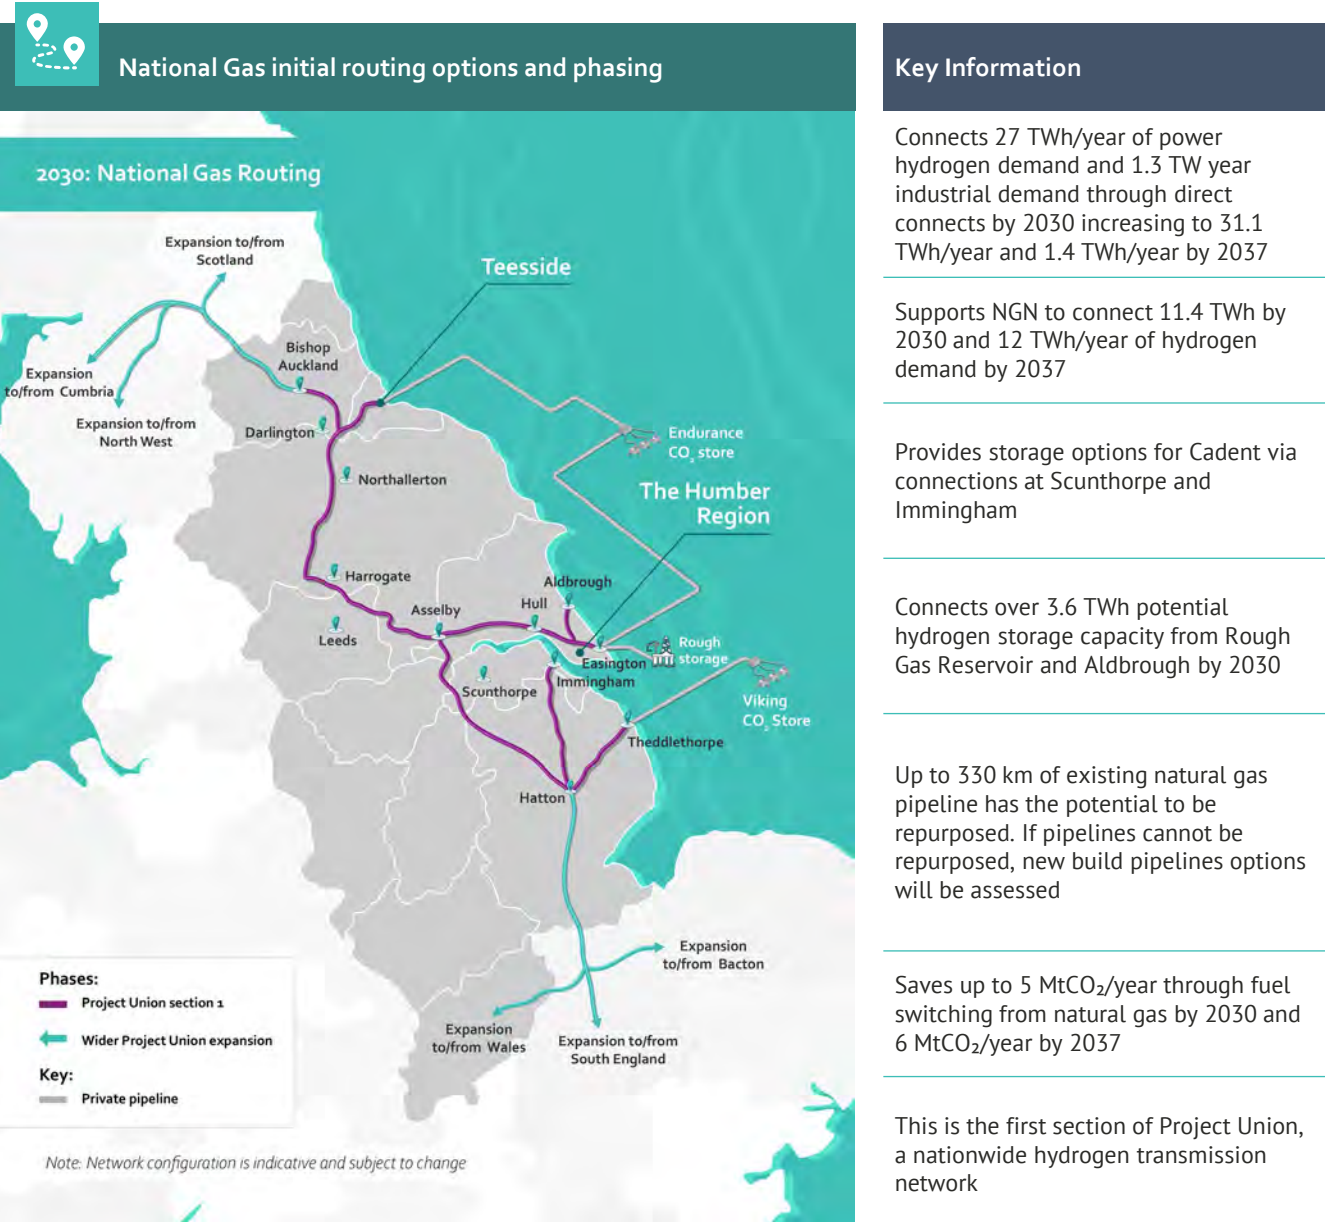 National Gas initial routing options and phasing
2030: National Gas Routing
Expansion to/from
Scotland
Teesside
Bishop
Auckland
Expansion
to/from Cumbria
Expansion to/from
North West
Darlington
Endurance
CO₂ store
Northallerton
The Humber
Region
Harrogate
Aldbrough
Asselby
Hull
Leeds
Rough
storage
Easington
Immingham
Scunthorpe
Viking
CO₂ Store
Theddlethorpe
Hatton
Expansion
to/from Bacton
Expansion
to/from Wales
Expansion to/from
South England
Phases:
Project Union section 1
Wider Project Union expansion
Key:
Private pipeline
Note: Network configuration is indicative and subject to change
Key Information
Connects 27 TWh/year of power
hydrogen demand and 1.3 TW year
industrial demand through direct
connects by 2030 increasing to 31.1
TWh/year and 1.4 TWh/year by 2037
Supports NGN to connect 11.4 TWh by
2030 and 12 TWh/year of hydrogen
demand by 2037
Provides storage options for Cadent via
connections at Scunthorpe and
Immingham
Connects over 3.6 TWh potential
hydrogen storage capacity from Rough
Gas Reservoir and Aldbrough by 2030
Up to 330 km of existing natural gas
pipeline has the potential to be
repurposed. If pipelines cannot be
repurposed, new build pipelines options
will be assessed
Saves up to 5 MtCO₂/year through fuel
switching from natural gas by 2030 and
6 MtCO₂/year by 2037
This is the first section of Project Union,
a nationwide hydrogen transmission
network